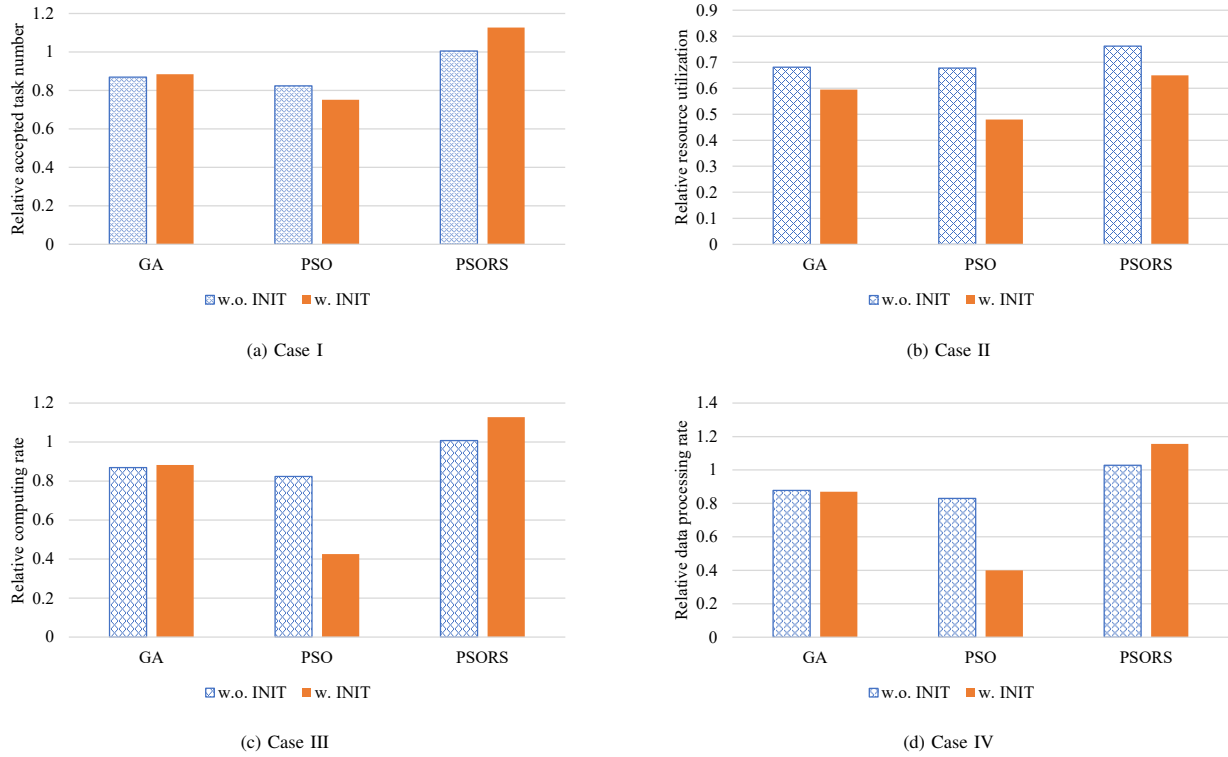 Relative accepted task number
1.2
1
0.8
0.6
0.4
0.2
0
GA PSO PSORS
w.o. INIT w. INIT
(a) Case I
Relative resource utilization
0.9
0.8
0.7
0.6
0.5
0.4
0.3
0.2
0.1
0
GA PSO PSORS
w.o. INIT w. INIT
(b) Case II
Relative computing rate
1.2
1
0.8
0.6
0.4
0.2
0
GA PSO PSORS
w.o. INIT w. INIT
(c) Case III
Relative data processing rate
1.4
1.2
1
0.8
0.6
0.4
0.2
0
GA PSO PSORS
w.o. INIT w. INIT
(d) Case IV